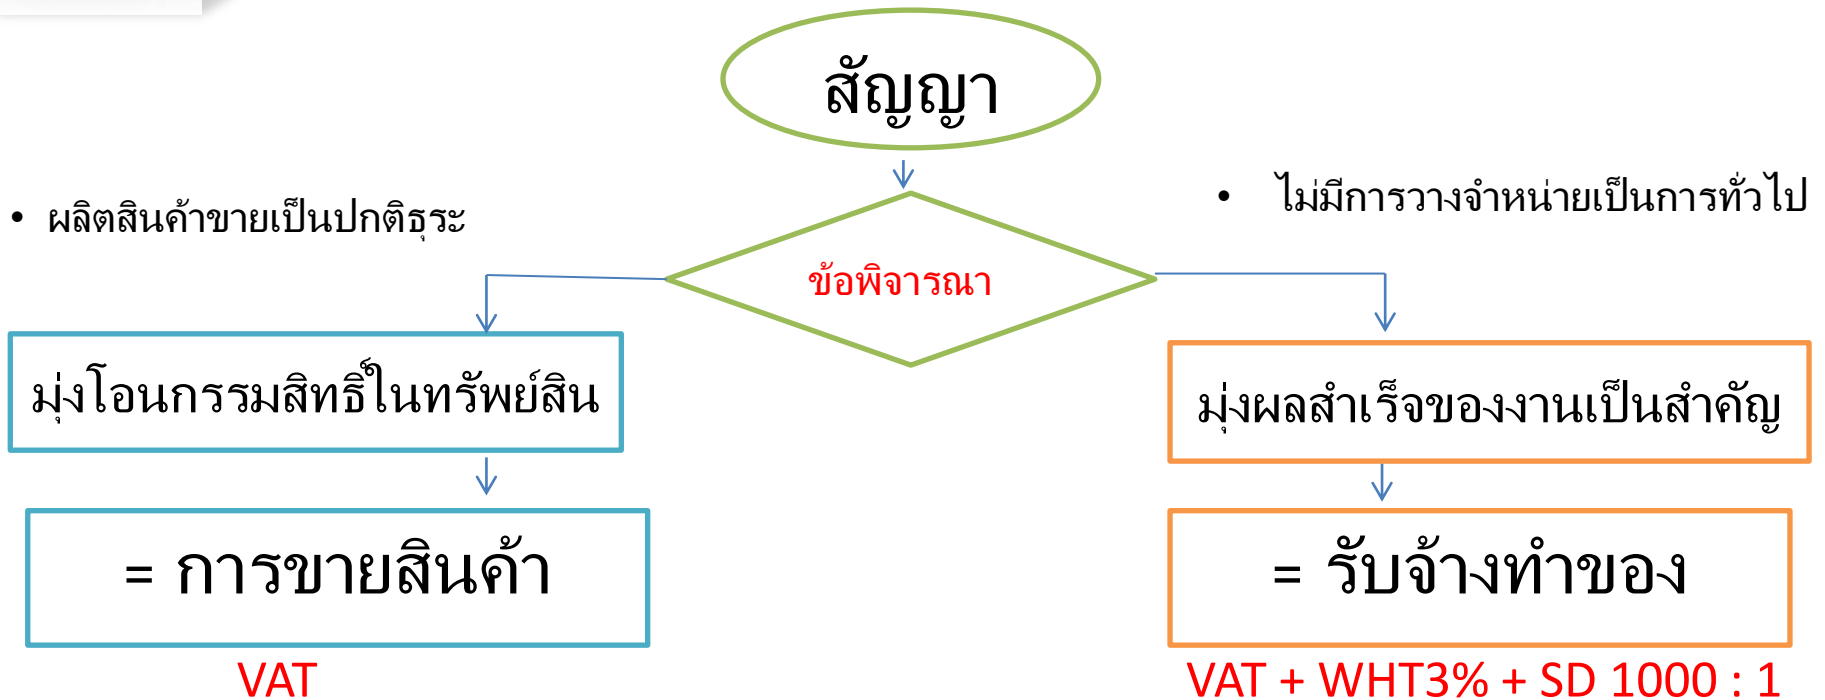 สัญญา
• ผลิตสินค้าขายเป็นปกติธุระ
• ไม่มีการวางจำหน่ายเป็นการทั่วไป
ข้อพิจารณา
มุ่งโอนกรรมสิทธิ์ในทรัพย์สิน
มุ่งผลสำเร็จของงานเป็นสำคัญ
= การขายสินค้า
= รับจ้างทำของ
VAT
VAT + WHT3% + SD 1000 : 1